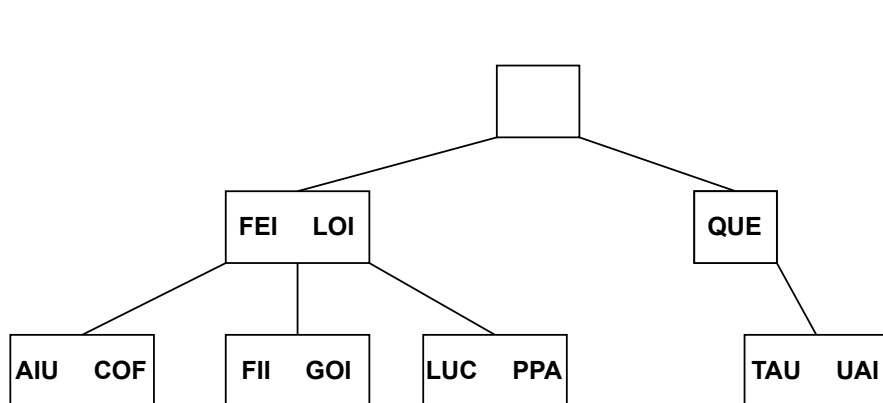 FEI LOI
QUE
AIU COF
FII GOI
LUC PPA
TAU UAI